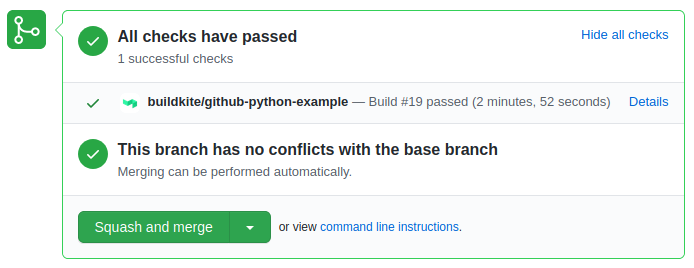 All checks have passed
Hide all checks
1 successful checks
buildkite/github-python-example — Build #19 passed (2 minutes, 52 seconds) Details
This branch has no conflicts with the base branch
Merging can be performed automatically.
Squash and merge or view command line instructions.